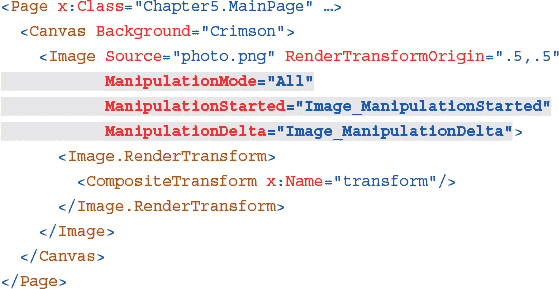 <Page x:Class="Chapter5.MainPage" …>
  <Canvas Background="Crimson">
    <Image Source="photo.png" RenderTransformOrigin=".5,.5"
           ManipulationMode="All"
           ManipulationStarted="Image_ManipulationStarted"
           ManipulationDelta="Image_ManipulationDelta">
      <Image.RenderTransform>
        <CompositeTransform x:Name="transform"/>
      </Image.RenderTransform>
    </Image>
  </Canvas>
</Page>